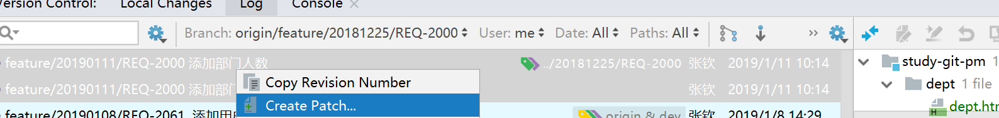 ersion Control: Local Changes Log Console
Branch: origin/feature/20181225/REQ-2000 User: me Date: All Paths: All
feature/20190111/REQ-2000 添加部门人数 ../20181225/REQ-2000 张钦 2019/1/11 10:14
study-git-pm 1
Copy Revision Number
feature/20190111/REQ-2000 添加部 张钦 2019/1/11 10:14
dept 1 file
Create Patch...
feature/20190108/REQ-2061 添加用 origin & dev 张钦 2019/1/8 14:29
dept.htm